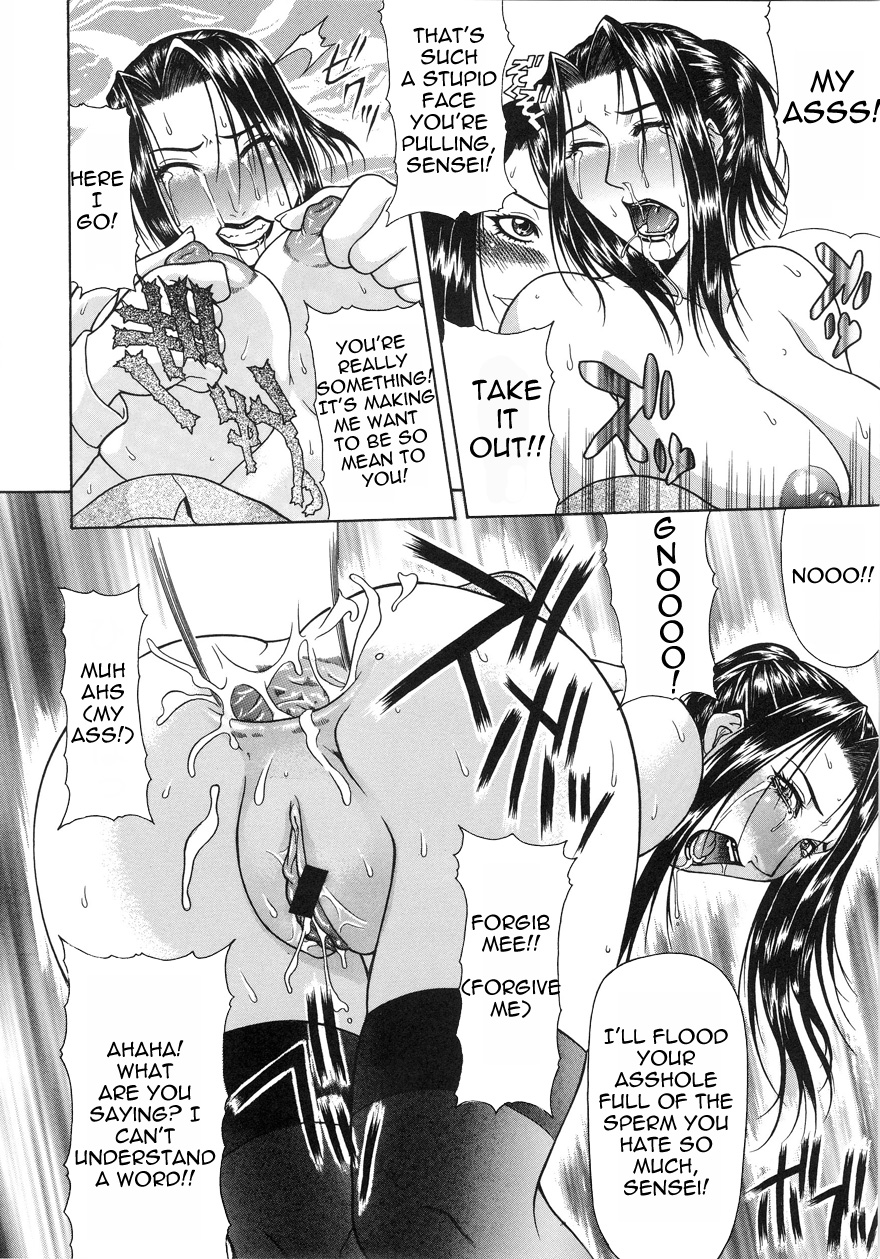 MY
ASSS!
TAKE
IT
OUT!!
THAT'S
SUCH
A STUPID
FACE
YOU'RE
PULLING,
SENSEI!
YOU'RE
REALLY
SOMETHING!
IT'S MAKING
ME WANT
TO BE SO
MEAN TO
YOU!
HERE
I
GO!
NOOO!!
GNOOOO!
MUH
AHS
(MY
ASS!)
FORGIB
MEE!!
(FORGIVE
ME)
I'LL FLOOD
YOUR
ASSHOLE
FULL OF THE
SPERM YOU
HATE SO
MUCH,
SENSEI!
AHAHA!
WHAT
ARE YOU
SAYING? I
CAN'T
UNDERSTAND
A WORD!!